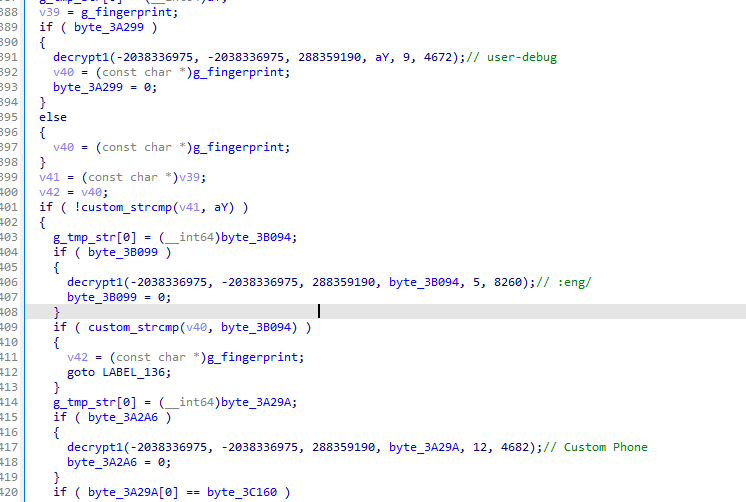 388 v39 = g_fingerprint;
389 if ( byte_3A299 )
390 {
391 decrypt1(-2038336975, -2038336975, 288359190, aY, 9, 4672);// user-debug
392 v40 = (const char *)g_fingerprint;
393 byte_3A299 = 0;
394 }
395 else
396 {
397 v40 = (const char *)g_fingerprint;
398 }
399 v41 = (const char *)v39;
400 v42 = v40;
401 if ( !custom_strcmp(v41, aY) )
402 {
403 g_tmp_str[0] = (__int64)byte_3B094;
404 if ( byte_3B099 )
405 {
406 decrypt1(-2038336975, -2038336975, 288359190, byte_3B094, 5, 8260);// :eng/
407 byte_3B099 = 0;
408 }
409 if ( custom_strcmp(v40, byte_3B094) )
410 {
411 v42 = (const char *)g_fingerprint;
412 goto LABEL_136;
413 }
414 g_tmp_str[0] = (__int64)byte_3A29A;
415 if ( byte_3A2A6 )
416 {
417 decrypt1(-2038336975, -2038336975, 288359190, byte_3A29A, 12, 4682);// Custom Phone
418 byte_3A2A6 = 0;
419 }
420 if ( byte_3A29A[0] == byte_3C160 )